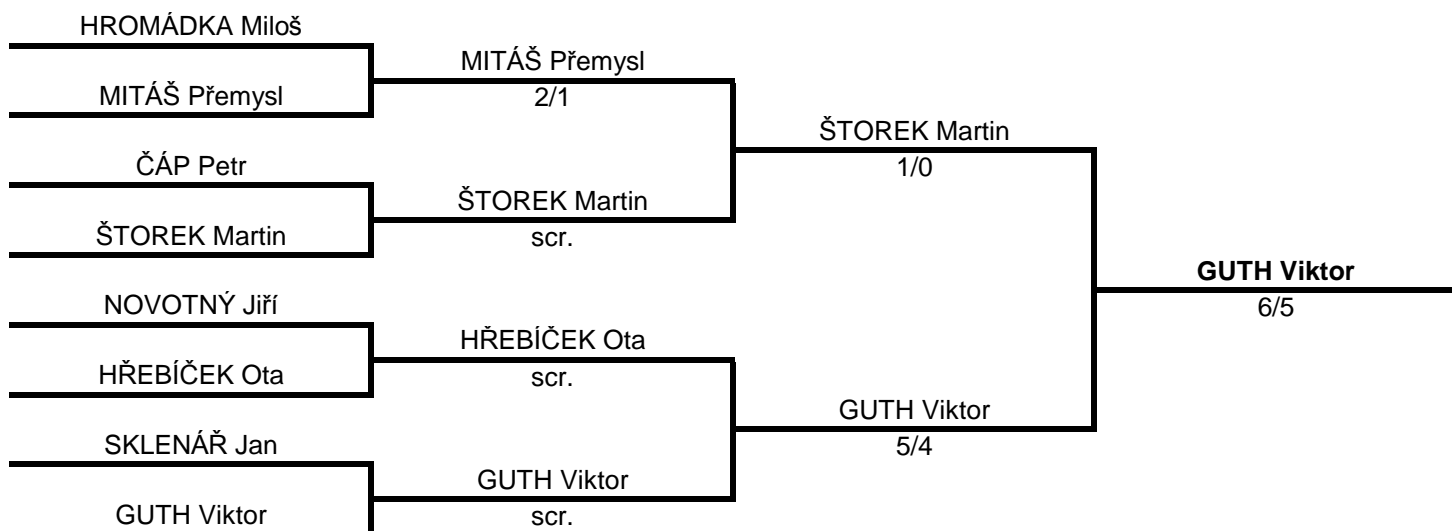 HROMÁDKA Miloš
MITÁŠ Přemysl
MITÁŠ Přemysl
2/1
ŠTOREK Martin
1/0
ČÁP Petr
ŠTOREK Martin
ŠTOREK Martin
scr.
GUTH Viktor
6/5
NOVOTNÝ Jiří
HŘEBÍČEK Ota
HŘEBÍČEK Ota
scr.
GUTH Viktor
5/4
SKLENÁŘ Jan
GUTH Viktor
GUTH Viktor
scr.